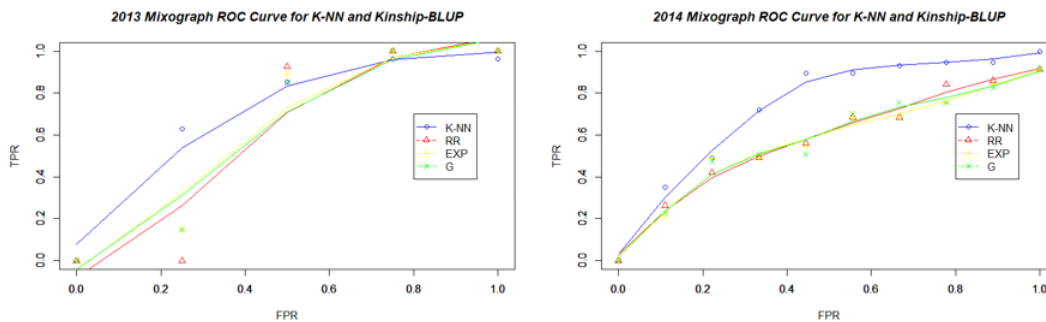 2013 Mixograph ROC Curve for K-NN and Kinship-BLUP
TPR
1.0
0.8
0.6
0.4
0.2
0.0
K-NN
RR
EXP
G
0.0 0.2 0.4 0.6 0.8 1.0
FPR
2014 Mixograph ROC Curve for K-NN and Kinship-BLUP
TPR
1.0
0.8
0.6
0.4
0.2
0.0
K-NN
RR
EXP
G
0.0 0.2 0.4 0.6 0.8 1.0
FPR